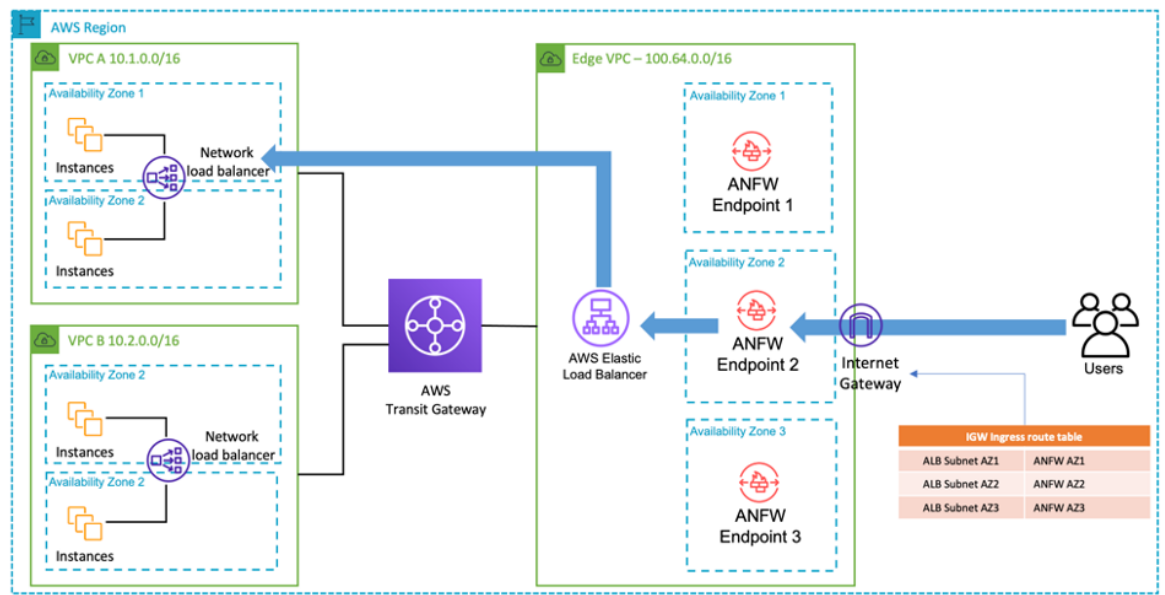 AWS Region
VPC A 10.1.0.0/16
Availability Zone 1
Instances
Network
load balancer
Availability Zone 2
Instances
VPC B 10.2.0.0/16
Availability Zone 2
Instances
Network
load balancer
Availability Zone 2
Instances
AWS
Transit Gateway
Edge VPC – 100.64.0.0/16
Availability Zone 1
ANFW
Endpoint 1
Availability Zone 2
ANFW
Endpoint 2
AWS Elastic
Load Balancer
Availability Zone 3
ANFW
Endpoint 3
Internet
Gateway
Users
IGW Ingress route table
ALB Subnet AZ1 ANFW AZ1
ALB Subnet AZ2 ANFW AZ2
ALB Subnet AZ3 ANFW AZ3